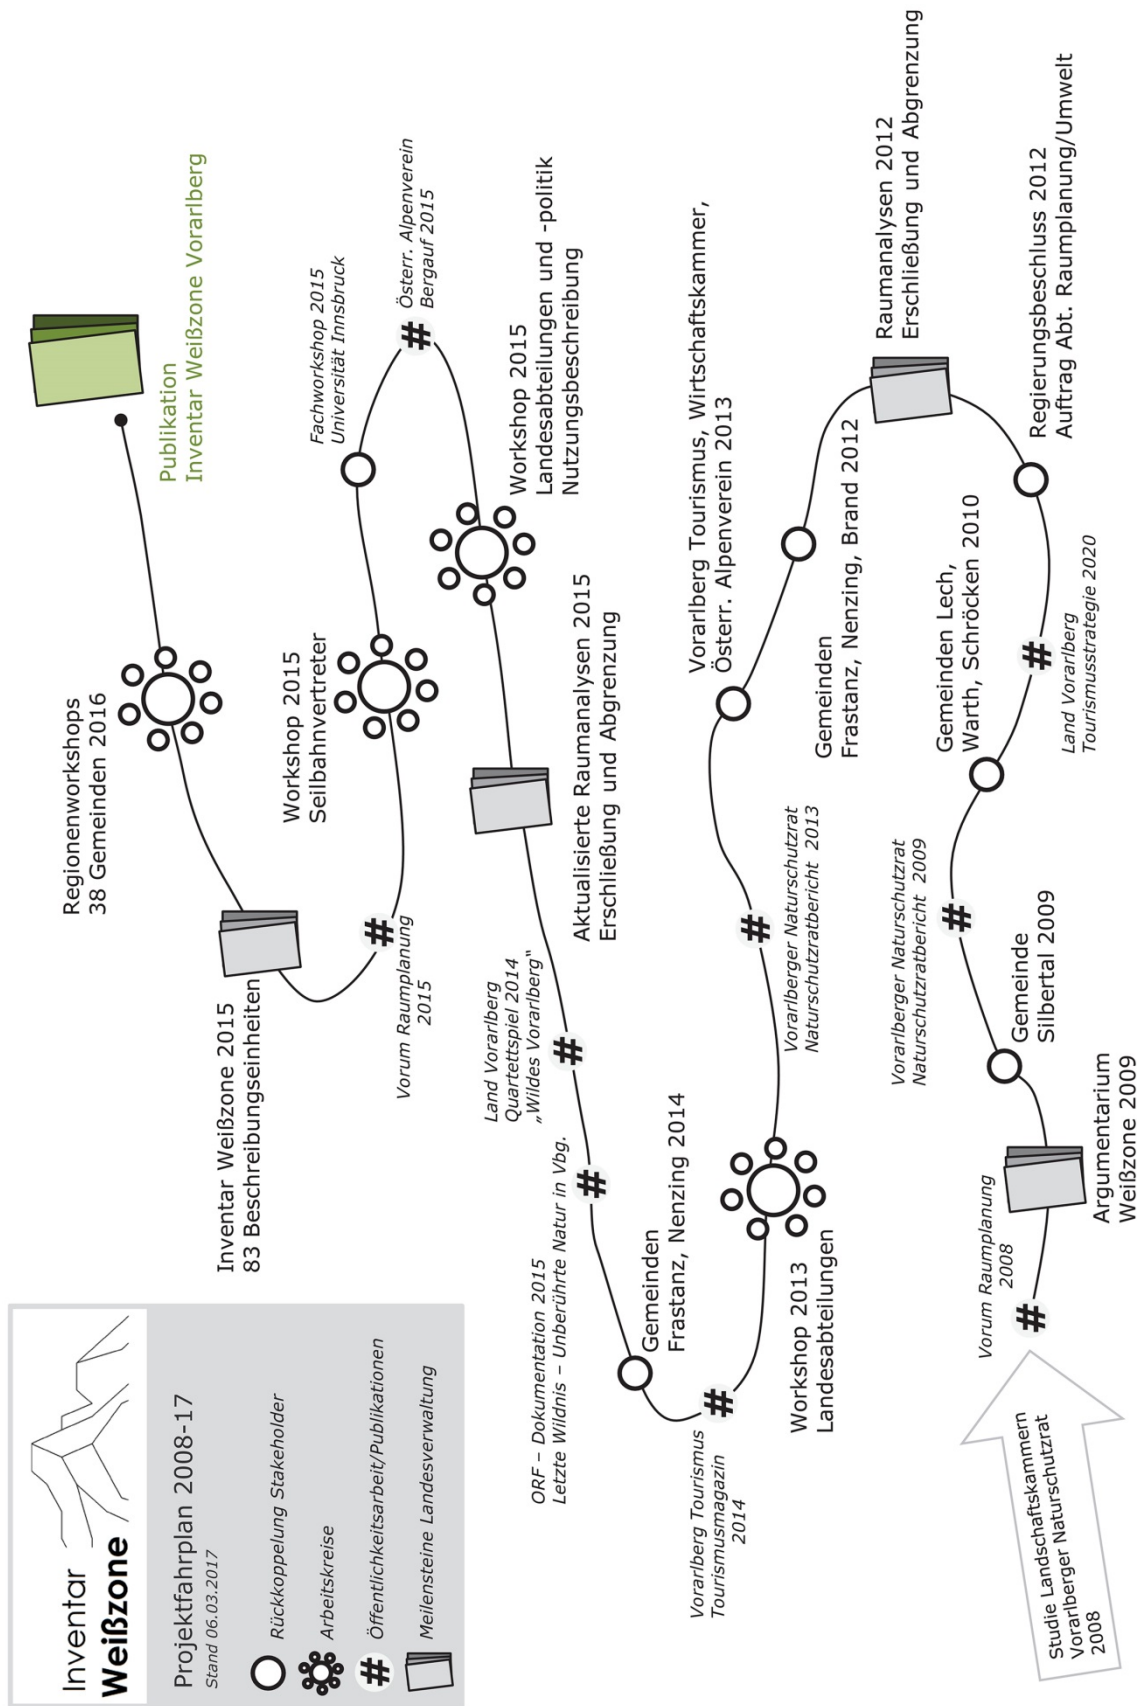 Inventar
Weißzone
Projektfahrplan 2008-17
Stand 06.03.2017
Rückkoppelung Stakeholder
Arbeitskreise
# Öffentlichkeitsarbeit/Publikationen
Meilensteine Landesverwaltung
Regionenworkshops
38 Gemeinden 2016
Publikation
Inventar Weißzone Vorarlberg
Inventar Weißzone 2015
83 Beschreibungseinheiten
Workshop 2015
Seilbahnvertreter
Fachworkshop 2015
Universität Innsbruck
#
Vorum Raumplanung
2015
#
Österr. Alpenverein
Bergauf 2015
Workshop 2015
Landesabteilungen und -politik
Nutzungsbeschreibung
Land Vorarlberg
Quartettspiel 2014
„Wildes Vorarlberg“
#
Aktualisierte Raumanalysen 2015
Erschließung und Abgrenzung
ORF – Dokumentation 2015
Letzte Wildnis – Unberührte Natur in Vbg.
#
Gemeinden
Frastanz, Nenzing 2014
Vorarlberg Tourismus, Wirtschaftskammer,
Österr. Alpenverein 2013
Vorarlberg Tourismus
Tourismusmagazin
2014
#
#
Vorarlberger Naturschutzrat
Naturschutzratbericht 2013
Workshop 2013
Landesabteilungen
Gemeinden
Frastanz, Nenzing, Brand 2012
Raumanalysen 2012
Erschließung und Abgrenzung
Vorarlberger Naturschutzrat
Naturschutzratbericht 2009
#
Gemeinden Lech,
Warth, Schröcken 2010
Vorum Raumplanung
2008
#
Gemeinde
Silbertal 2009
#
Land Vorarlberg
Tourismusstrategie 2020
Regierungsbeschluss 2012
Auftrag Abt. Raumplanung/Umwelt
Studie Landschaftskammern
Vorarlberger Naturschutzrat
2008
Argumentarium
Weißzone 2009